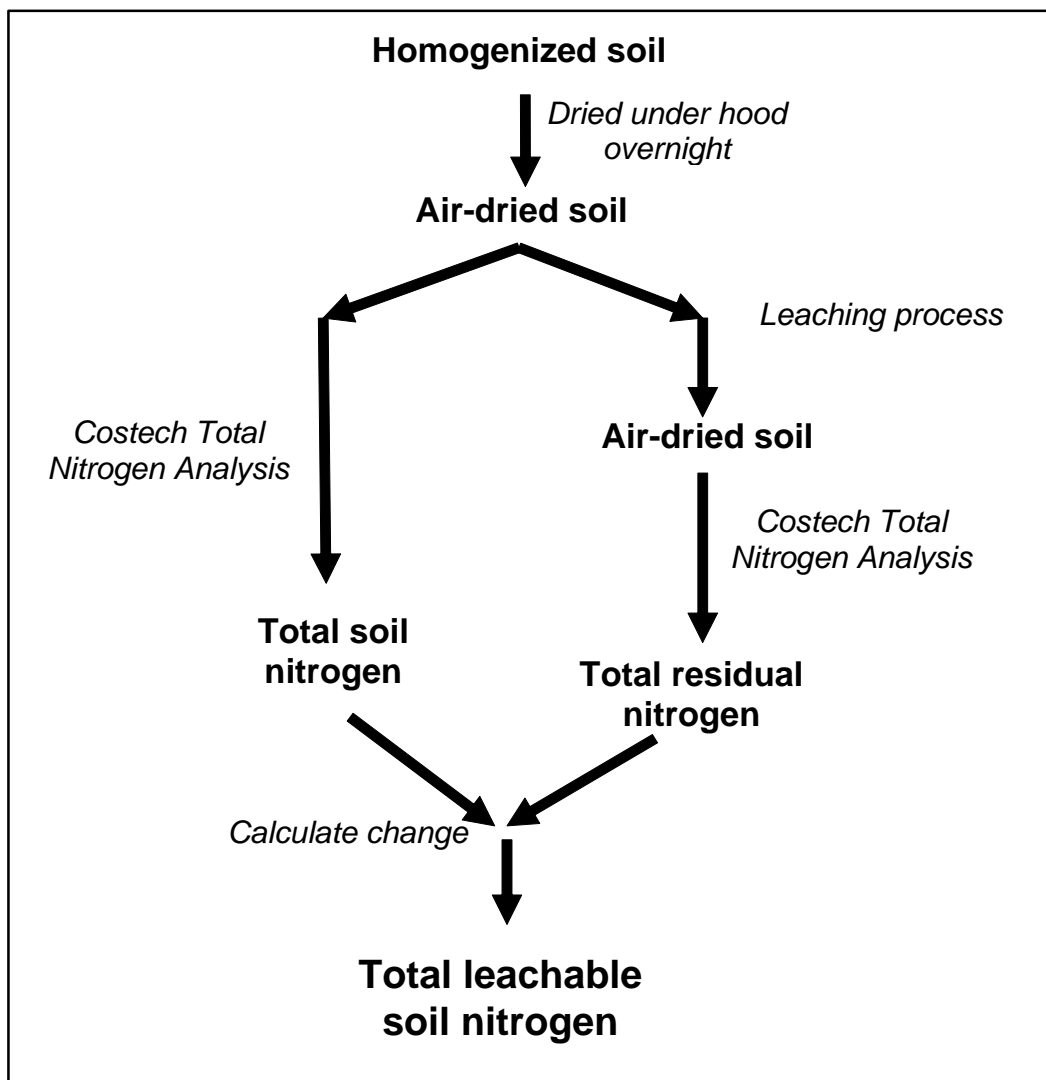 Homogenized soil
Dried under hood
overnight
Air-dried soil
Leaching process
Costech Total
Nitrogen Analysis
Air-dried soil
Costech Total
Nitrogen Analysis
Total soil
nitrogen
Total residual
nitrogen
Calculate change
Total leachable
soil nitrogen